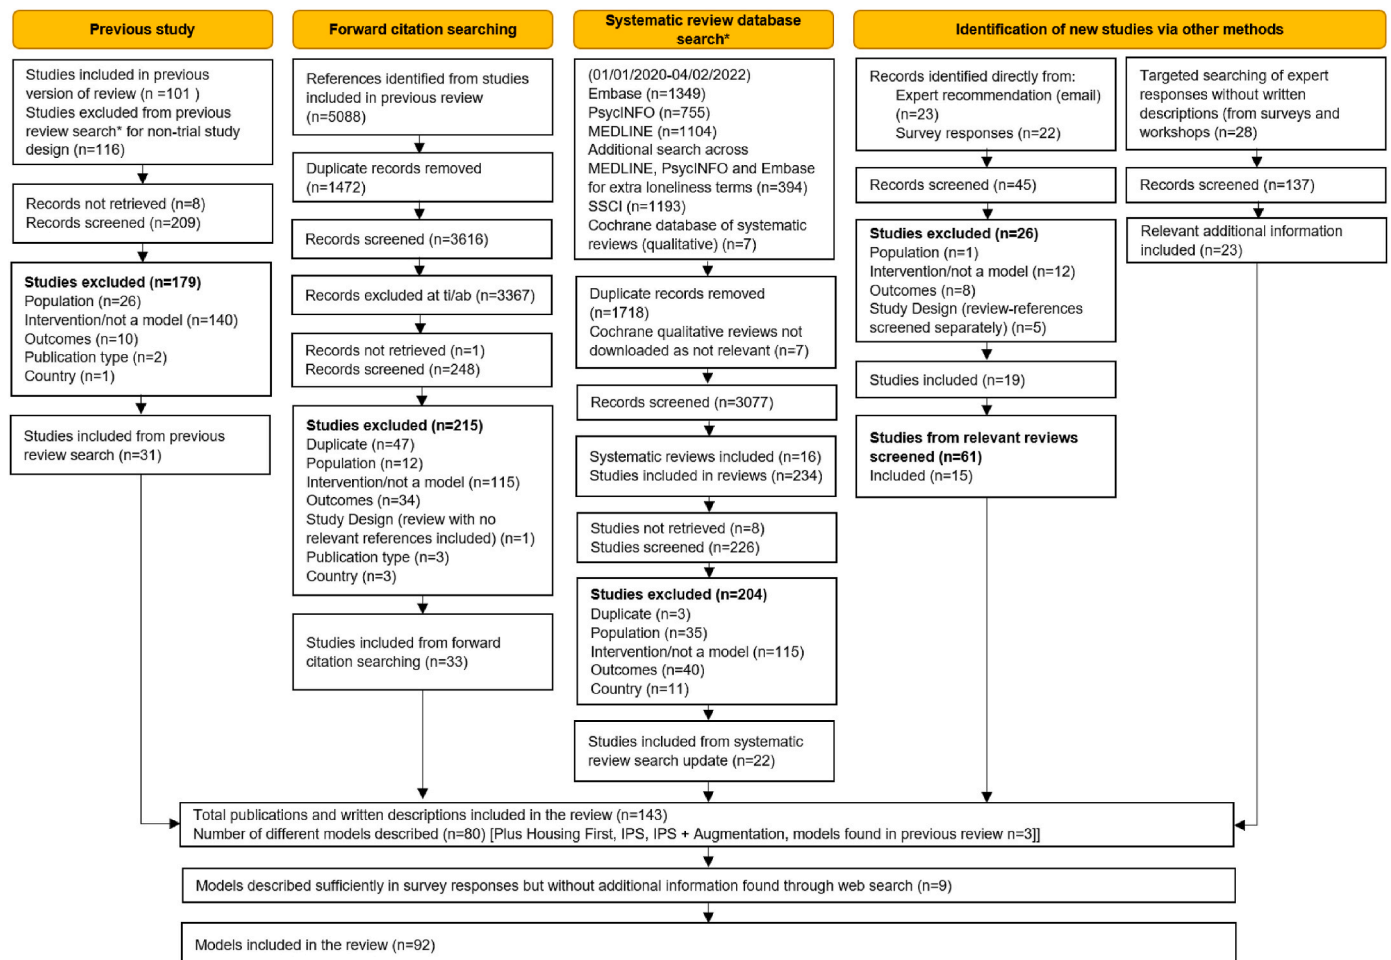 Previous study
Studies included in previous
version of review (n =101 )
Studies excluded from previous
review search* for non-trial study
design (n=116)
Records not retrieved (n=8)
Records screened (n=209)
Studies excluded (n=179)
Population (n=26)
Intervention/not a model (n=140)
Outcomes (n=10)
Publication type (n=2)
Country (n=1)
Studies included from previous
review search (n=31)
Forward citation searching
References identified from studies
included in previous review
(n=5088)
Duplicate records removed
(n=1472)
Records screened (n=3616)
Records excluded at ti/ab (n=3367)
Records not retrieved (n=1)
Records screened (n=248)
Studies excluded (n=215)
Duplicate (n=47)
Population (n=12)
Intervention/not a model (n=115)
Outcomes (n=34)
Study Design (review with no
relevant references included) (n=1)
Publication type (n=3)
Country (n=3)
Studies included from forward
citation searching (n=33)
Systematic review database
search*
(01/01/2020-04/02/2022)
Embase (n=1349)
PsycINFO (n=755)
MEDLINE (n=1104)
Additional search across
MEDLINE, PsycINFO and Embase
for extra loneliness terms (n=394)
SSCI (n=1193)
Cochrane database of systematic
reviews (qualitative) (n=7)
Duplicate records removed
(n=1718)
Cochrane qualitative reviews not
downloaded as not relevant (n=7)
Records screened (n=3077)
Systematic reviews included (n=16)
Studies included in reviews (n=234)
Studies not retrieved (n=8)
Studies screened (n=226)
Studies excluded (n=204)
Duplicate (n=3)
Population (n=35)
Intervention/not a model (n=115)
Outcomes (n=40)
Country (n=11)
Studies included from systematic
review search update (n=22)
Identification of new studies via other methods
Records identified directly from:
Expert recommendation (email)
(n=23)
Survey responses (n=22)
Records screened (n=45)
Studies excluded (n=26)
Population (n=1)
Intervention/not a model (n=12)
Outcomes (n=8)
Study Design (review-references
screened separately) (n=5)
Studies included (n=19)
Studies from relevant reviews
screened (n=61)
Included (n=15)
Targeted searching of expert
responses without written
descriptions (from surveys and
workshops (n=28)
Records screened (n=137)
Relevant additional information
included (n=23)
Total publications and written descriptions included in the review (n=143)
Number of different models described (n=80) [Plus Housing First, IPS, IPS + Augmentation, models found in previous review n=3]]
Models described sufficiently in survey responses but without additional information found through web search (n=9)
Models included in the review (n=92)